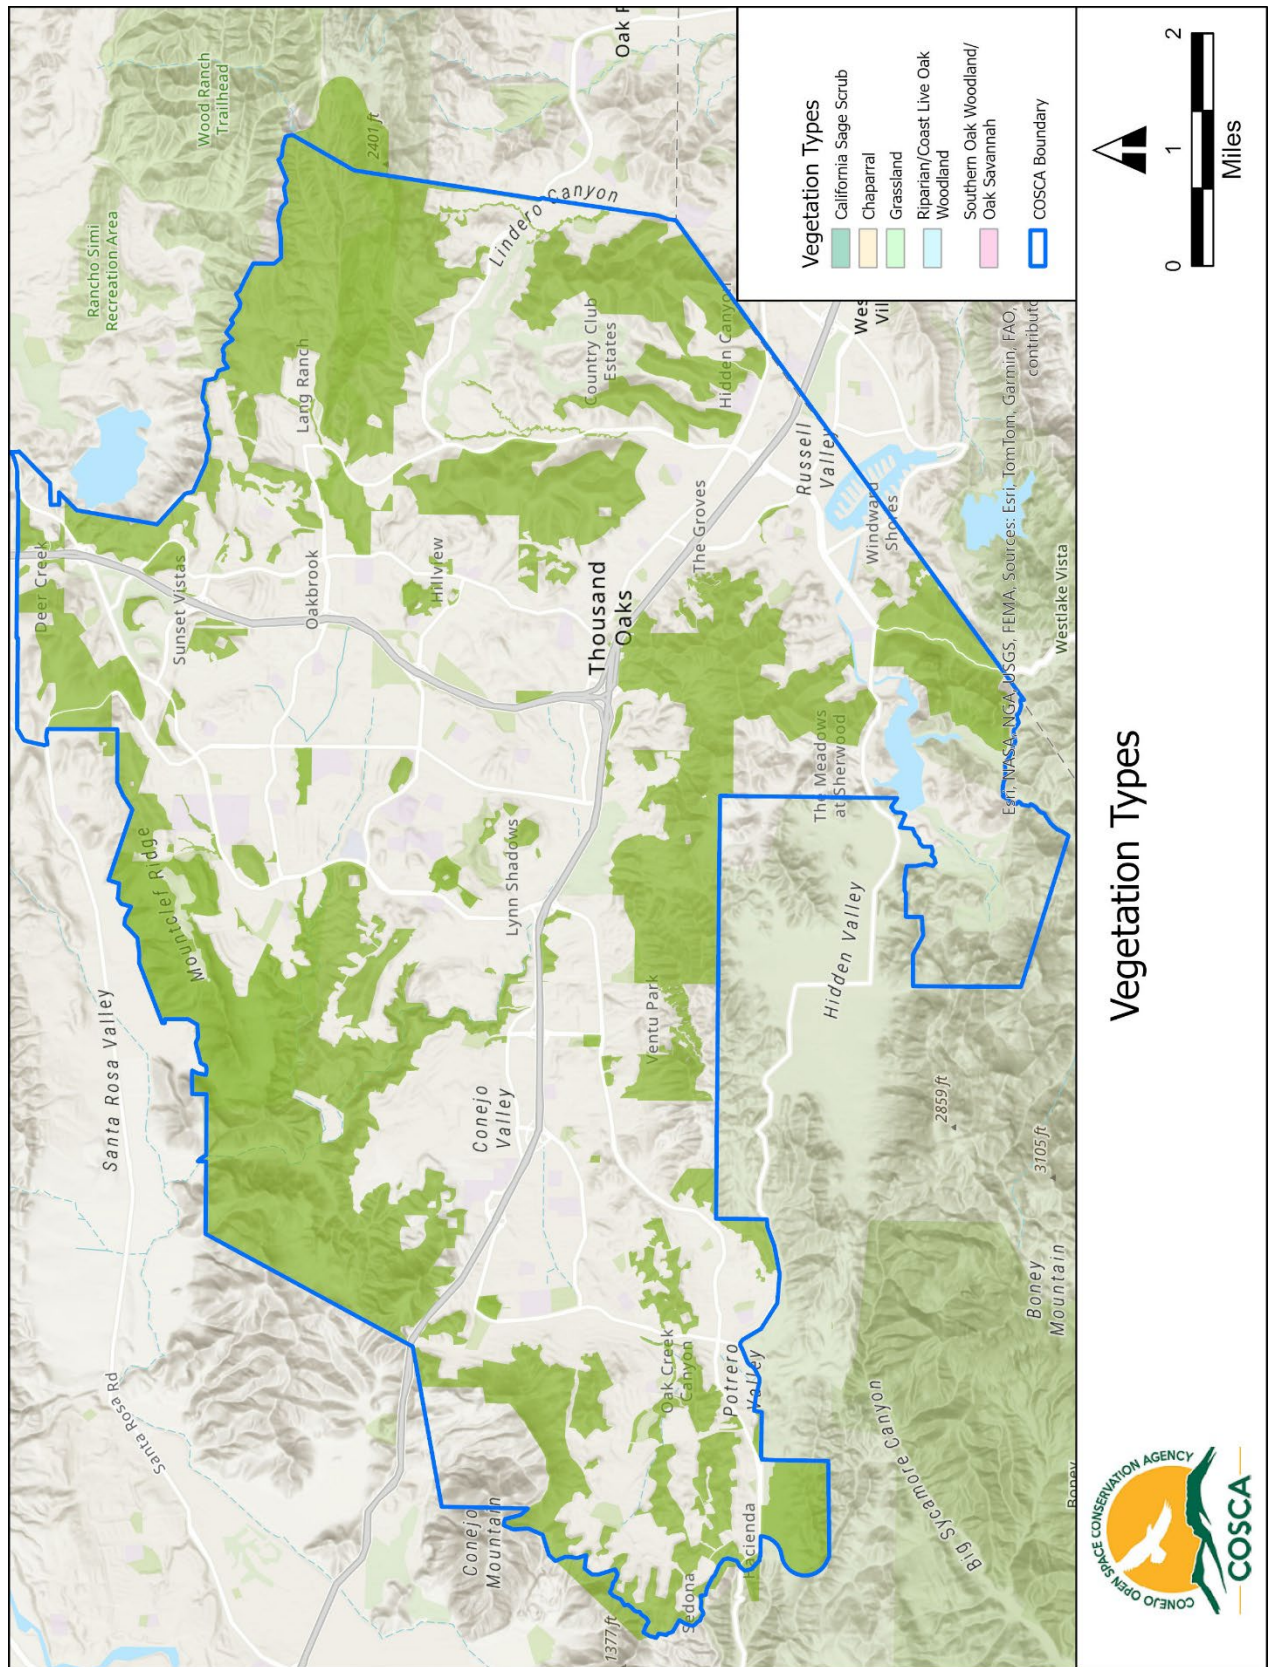 Wood Ranch
Trailhead
Rancho Simi
Recreation Area
2401 ft
Oak
Lindero Canyon
Lang Ranch
Country Club
Estates
Hidden Canyon
Deer Creek
Sunset Vistas
Oakbrook
Hillview
Thousand
Oaks
The Groves
Russell
Valley
Windward
Shores
Westlake Vista
The Meadows
at Sherwood
Mountclef Ridge
Santa Rosa Valley
Lynn Shadows
Conejo
Valley
Ventu Park
Hidden Valley
2859 ft
3105 ft
Boney
Mountain
Santa Rosa Rd
Oak Creek
Canyon
Potrero
Valley
Big Sycamore Canyon
Conejo
Mountain
Hacienda
Sedona
1377 ft
Boney
Wes
Vil
Esri, NASA, NGA, USGS, FEMA, Sources: Esri, TomTom, Garmin, FAO,
contributo
Vegetation Types
California Sage Scrub
Chaparral
Grassland
Riparian/Coast Live Oak
Woodland
Southern Oak Woodland/
Oak Savannah
COSCA Boundary
CONEJO OPEN SPACE CONSERVATION AGENCY
COSCA
Vegetation Types
0 1 2
Miles